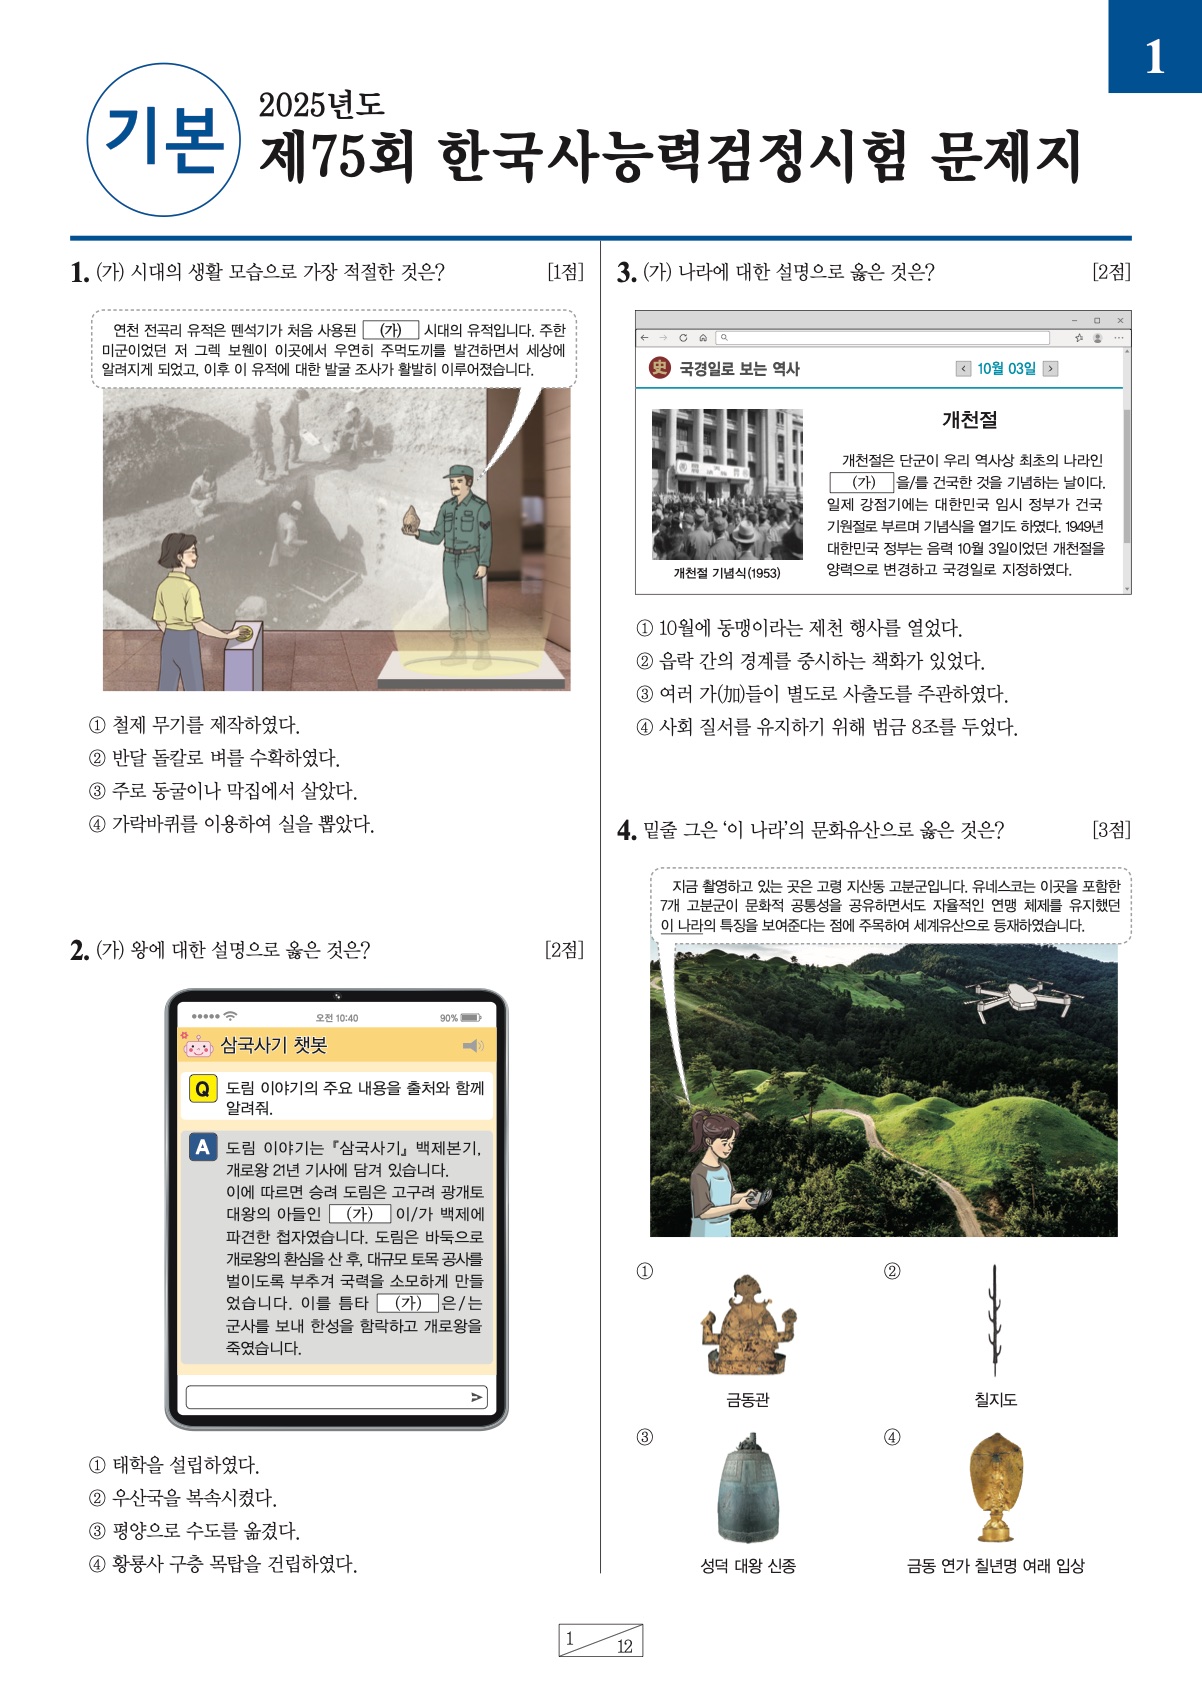 1
기본
2025년도
제75회 한국사능력검정시험 문제지
1. (가) 시대의 생활 모습으로 가장 적절한 것은? [1점]
연천 전곡리 유적은 뗀석기가 처음 사용된 (가) 시대의 유적입니다. 주한
미군이었던 저 그렉 보웬이 이곳에서 우연히 주먹도끼를 발견하면서 세상에
알려지게 되었고, 이후 이 유적에 대한 발굴 조사가 활발히 이루어졌습니다.
① 철제 무기를 제작하였다.
② 반달 돌칼로 벼를 수확하였다.
③ 주로 동굴이나 막집에서 살았다.
④ 가락바퀴를 이용하여 실을 뽑았다.
2. (가) 왕에 대한 설명으로 옳은 것은? [2점]
오전 10:40 90%
삼국사기 챗봇
Q 도림 이야기의 주요 내용을 출처와 함께
알려줘.
A 도림 이야기는 『삼국사기』 백제본기,
개로왕 21년 기사에 담겨 있습니다.
이에 따르면 승려 도림은 고구려 광개토
대왕의 아들인 (가) 이/가 백제에
파견한 첩자였습니다. 도림은 바둑으로
개로왕의 환심을 산 후, 대규모 토목 공사를
벌이도록 부추겨 국력을 소모하게 만들
었습니다. 이를 틈타 (가) 은/는
군사를 보내 한성을 함락하고 개로왕을
죽였습니다.
① 태학을 설립하였다.
② 우산국을 복속시켰다.
③ 평양으로 수도를 옮겼다.
④ 황룡사 구층 목탑을 건립하였다.
3. (가) 나라에 대한 설명으로 옳은 것은? [2점]
史 국경일로 보는 역사 < 10월 03일 >
개천절
개천절은 단군이 우리 역사상 최초의 나라인
(가) 을/를 건국한 것을 기념하는 날이다.
일제 강점기에는 대한민국 임시 정부가 건국
기원절로 부르며 기념식을 열기도 하였다. 1949년
대한민국 정부는 음력 10월 3일이었던 개천절을
양력으로 변경하고 국경일로 지정하였다.
개천절 기념식(1953)
① 10월에 동맹이라는 제천 행사를 열었다.
② 읍락 간의 경계를 중시하는 책화가 있었다.
③ 여러 가(加)들이 별도로 사출도를 주관하였다.
④ 사회 질서를 유지하기 위해 범금 8조를 두었다.
4. 밑줄 그은 ‘이 나라’의 문화유산으로 옳은 것은? [3점]
지금 촬영하고 있는 곳은 고령 지산동 고분군입니다. 유네스코는 이곳을 포함한
7개 고분군이 문화적 공통성을 공유하면서도 자율적인 연맹 체제를 유지했던
이 나라의 특징을 보여준다는 점에 주목하여 세계유산으로 등재하였습니다.
① ②
금동관 칠지도
③ ④
성덕 대왕 신종 금동 연가 칠년명 여래 입상
1 12